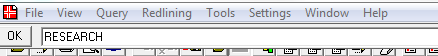 File View Query Redlining Tools Settings Window Help
OK RESEARCH